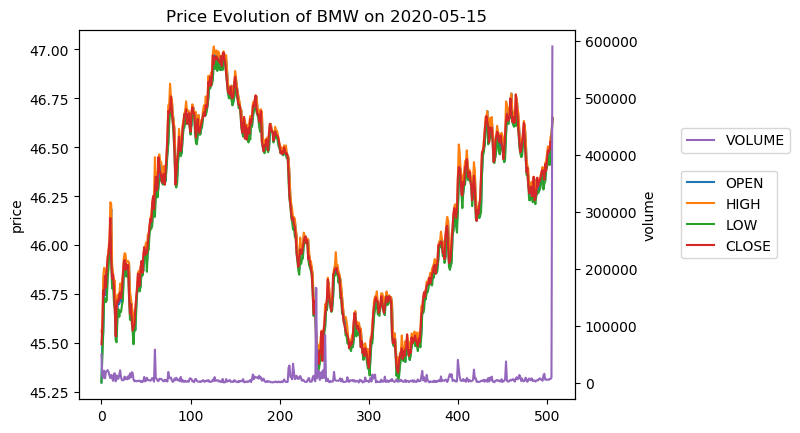 Price Evolution of BMW on 2020-05-15
47.00
46.75
46.50
46.25
46.00
45.75
45.50
45.25
price
0
100
200
300
400
500
600000
500000
400000
300000
200000
100000
0
volume
VOLUME
OPEN
HIGH
LOW
CLOSE